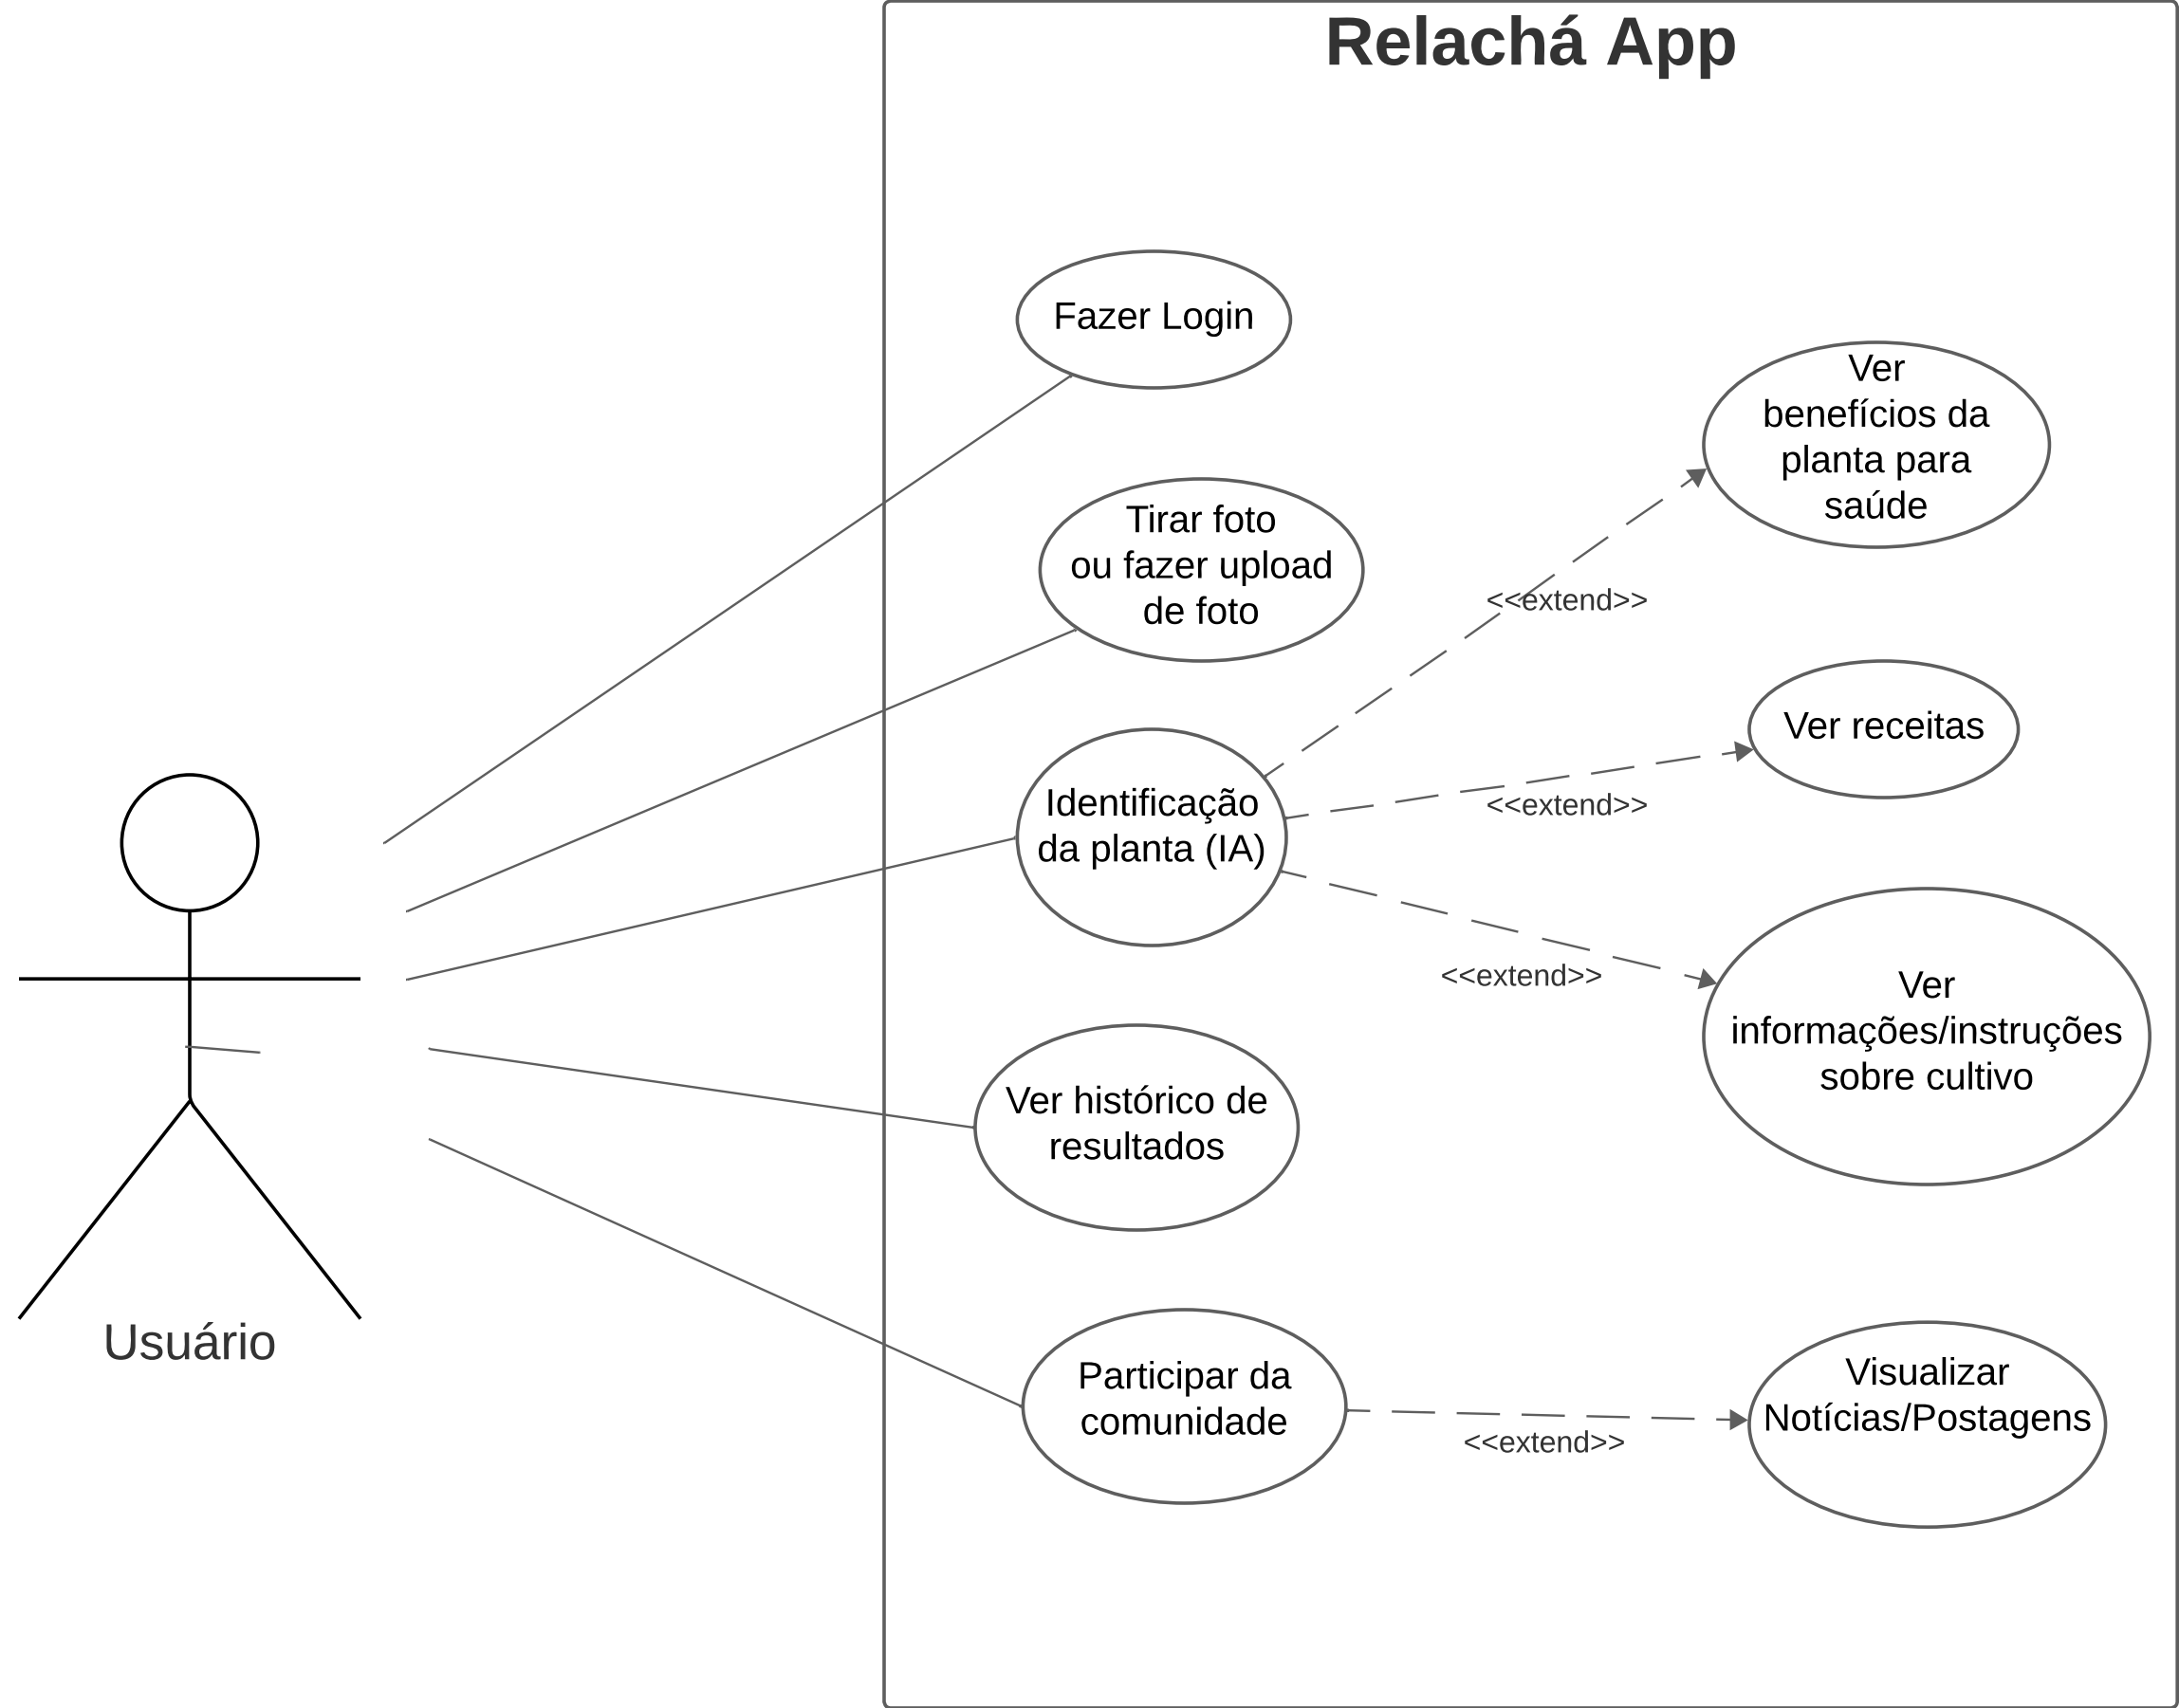 Relachá App
Fazer Login
Tirar foto
ou fazer upload
de foto
Identificação
da planta (IA)
Ver histórico de
resultados
Participar da
comunidade
Ver
benefícios da
planta para
saúde
<<extend>>
Ver receitas
<<extend>>
Ver
informações/instruções
sobre cultivo
<<extend>>
Visualizar
Notícias/Postagens
<<extend>>
Usuário